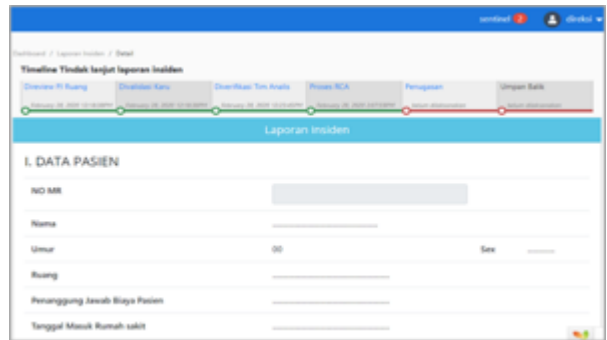 sentinel 2 direksi
Dashboard / Laporan Insiden / Detail
Timeline Tindak lanjut laporan insiden
Direview PJ Ruang Divalidasi Karu Diverifikasi Tim Analis Proses RCA Penugasan Umpan Balik
Laporan insiden
I. DATA PASIEN
NO MR
Nama
Umur 00 Sex
Ruang
Penanggung Jawab Biaya Pasien
Tanggal Masuk Rumah sakit